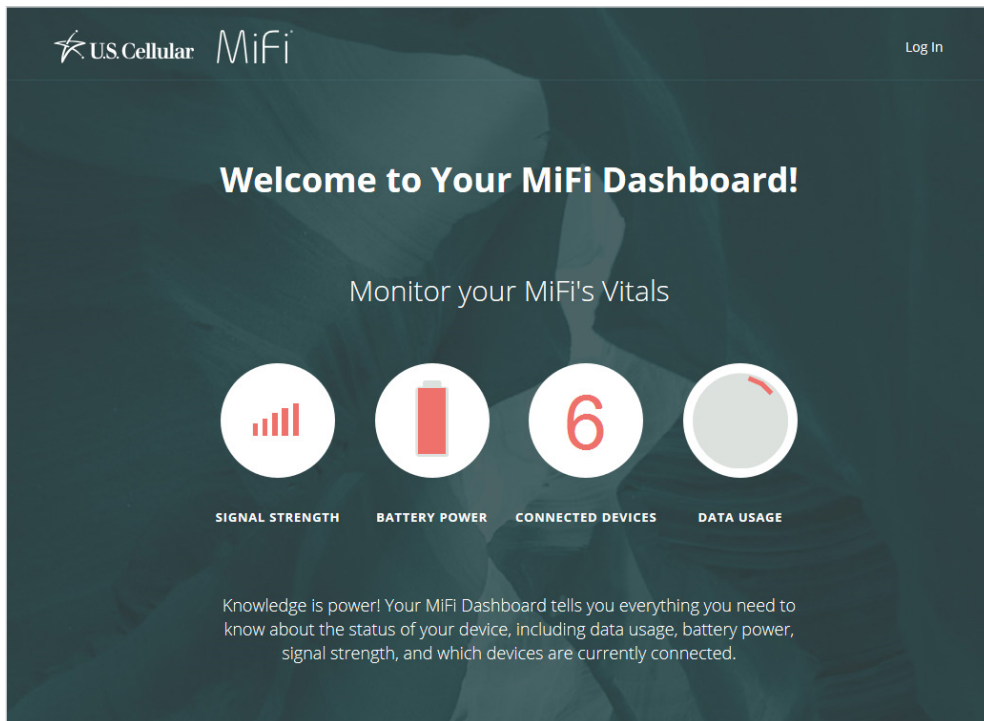 U.S. Cellular MiFi
Log In
Welcome to Your MiFi Dashboard!
Monitor your MiFi's Vitals
6
SIGNAL STRENGTH
BATTERY POWER
CONNECTED DEVICES
DATA USAGE
Knowledge is power! Your MiFi Dashboard tells you everything you need to
know about the status of your device, including data usage, battery power,
signal strength, and which devices are currently connected.